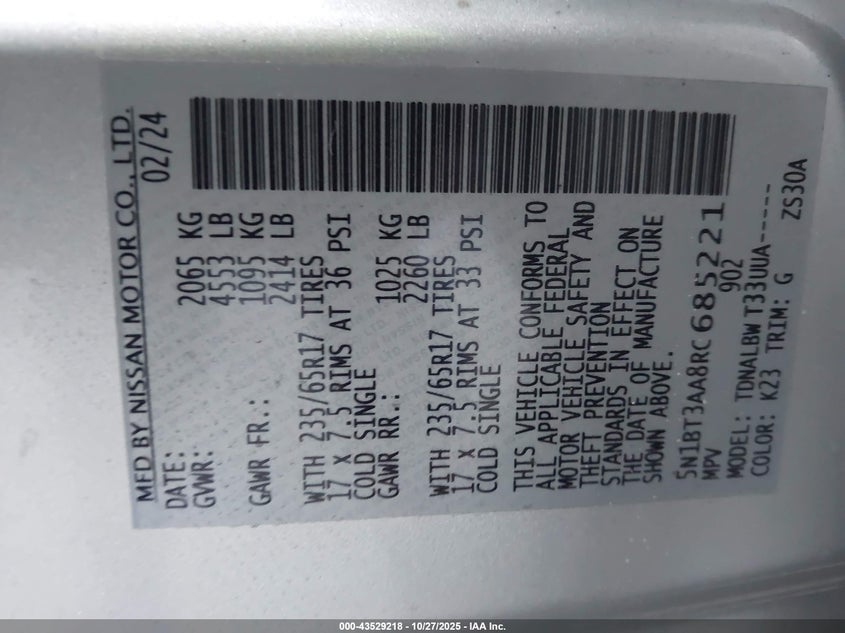 MFD BY NISSAN MOTOR CO., LTD.
DATE: 02/24
GVWR: 2065 KG
4553 LB
GAWR FR.: 1095 KG
2414 LB
WITH 235/65R17 TIRES
17 X 7.5 RIMS AT 36 PSI
COLD SINGLE
GAWR RR.: 1025 KG
2260 LB
WITH 235/65R17 TIRES
17 X 7.5 RIMS AT 33 PSI
COLD SINGLE
THIS VEHICLE CONFORMS TO
ALL APPLICABLE FEDERAL
MOTOR VEHICLE SAFETY AND
THEFT PREVENTION
STANDARDS IN EFFECT ON
THE DATE OF MANUFACTURE
SHOWN ABOVE.
5N1BT3AA8RC685221
MPV 902
MODEL: TDNALBW T33UUA-----
COLOR: K23 TRIM: G ZS30A
000-43529218 - 10/27/2025 - IAA Inc.